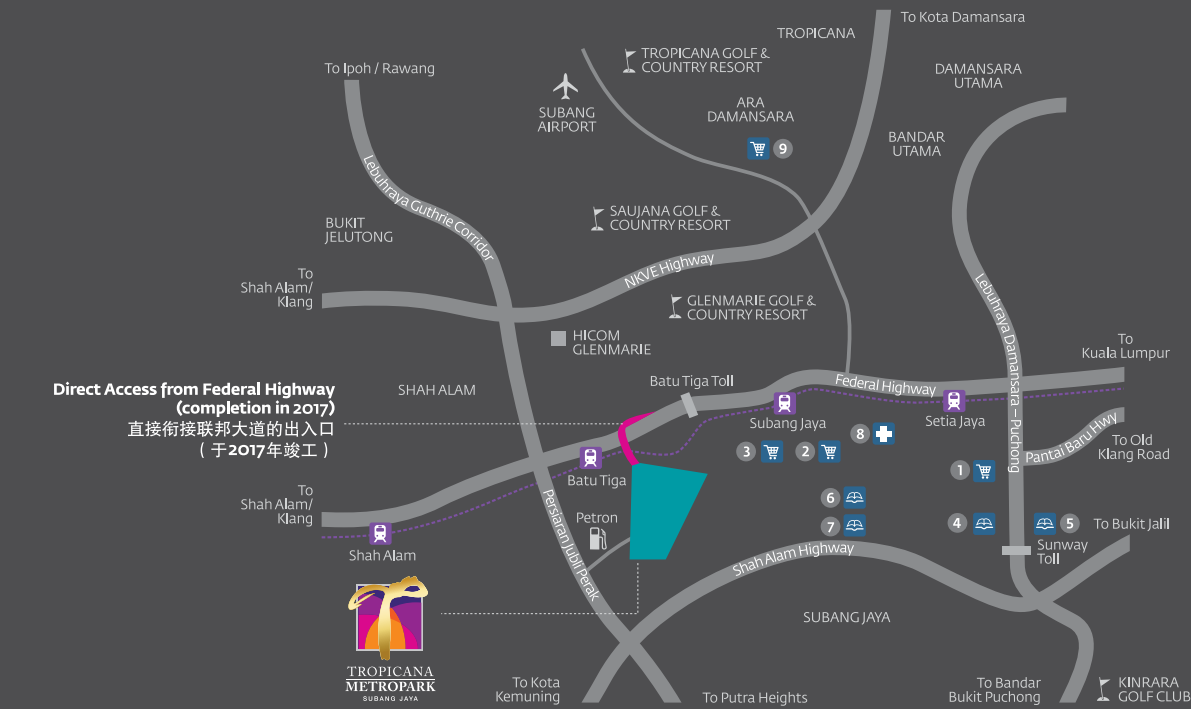 To Kota Damansara
TROPICANA
TROPICANA GOLF &
COUNTRY RESORT
To Ipoh / Rawang
DAMANSARA
UTAMA
SUBANG
AIRPORT
ARA
DAMANSARA
9
BANDAR
UTAMA
Lebuhraya Guthrie Corridor
BUKIT
JELUTONG
SAUJANA GOLF &
COUNTRY RESORT
NKVE Highway
To
Shah Alam/
Klang
GLENMARIE GOLF &
COUNTRY RESORT
Lebuhraya Damansara – Puchong
HICOM
GLENMARIE
To
Kuala Lumpur
Direct Access from Federal Highway
(completion in 2017)
直接衔接联邦大道的出入口
( 于2017年竣工 )
SHAH ALAM
Batu Tiga Toll
Federal Highway
Subang Jaya
Setia Jaya
Pantai Baru Hwy
To Old
Klang Road
8
3
2
1
Batu Tiga
To
Shah Alam/
Klang
Shah Alam
Persiaran Jubli Perak
Petron
6
7
4
5
To Bukit Jalil
Sunway
Toll
Shah Alam Highway
SUBANG JAYA
TROPICANA
METROPARK
SUBANG JAYA
To Kota
Kemuning
To Putra Heights
To Bandar
Bukit Puchong
KINRARA
GOLF CLUB